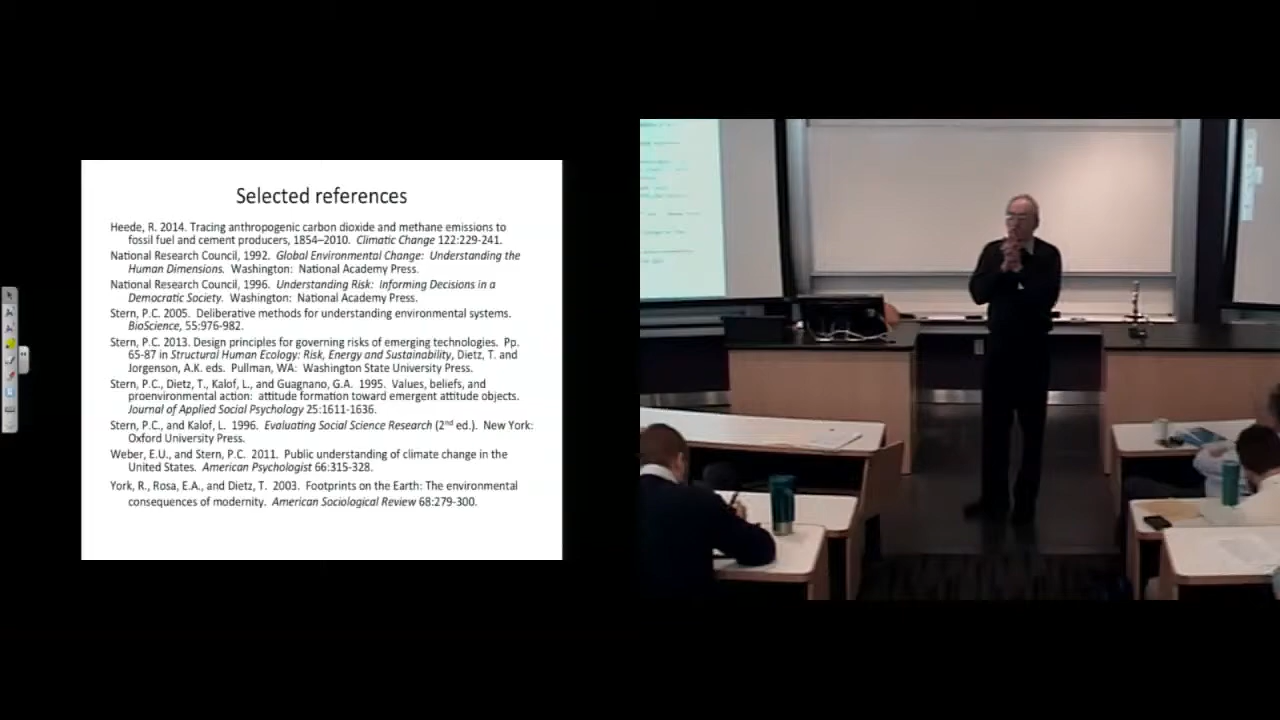 Selected references
Heede, R. 2014. Tracing anthropogenic carbon dioxide and methane emissions to
fossil fuel and cement producers, 1854–2010. Climatic Change 122:229-241.
National Research Council, 1992. Global Environmental Change: Understanding the
Human Dimensions. Washington: National Academy Press.
National Research Council, 1996. Understanding Risk: Informing Decisions in a
Democratic Society. Washington: National Academy Press.
Stern, P.C. 2005. Deliberative methods for understanding environmental systems.
BioScience, 55:976-982.
Stern, P.C. 2013. Design principles for governing risks of emerging technologies. Pp.
65-87 in Structural Human Ecology: Risk, Energy and Sustainability, Dietz, T. and
Jorgenson, A.K. eds. Pullman, WA: Washington State University Press.
Stern, P.C., Dietz, T., Kalof, L., and Guagnano, G.A. 1995. Values, beliefs, and
proenvironmental action: attitude formation toward emergent attitude objects.
Journal of Applied Social Psychology 25:1611-1636.
Stern, P.C., and Kalof, L. 1996. Evaluating Social Science Research (2nd ed.). New York:
Oxford University Press.
Weber, E.U., and Stern, P.C. 2011. Public understanding of climate change in the
United States. American Psychologist 66:315-328.
York, R., Rosa, E.A., and Dietz, T. 2003. Footprints on the Earth: The environmental
consequences of modernity. American Sociological Review 68:279-300.